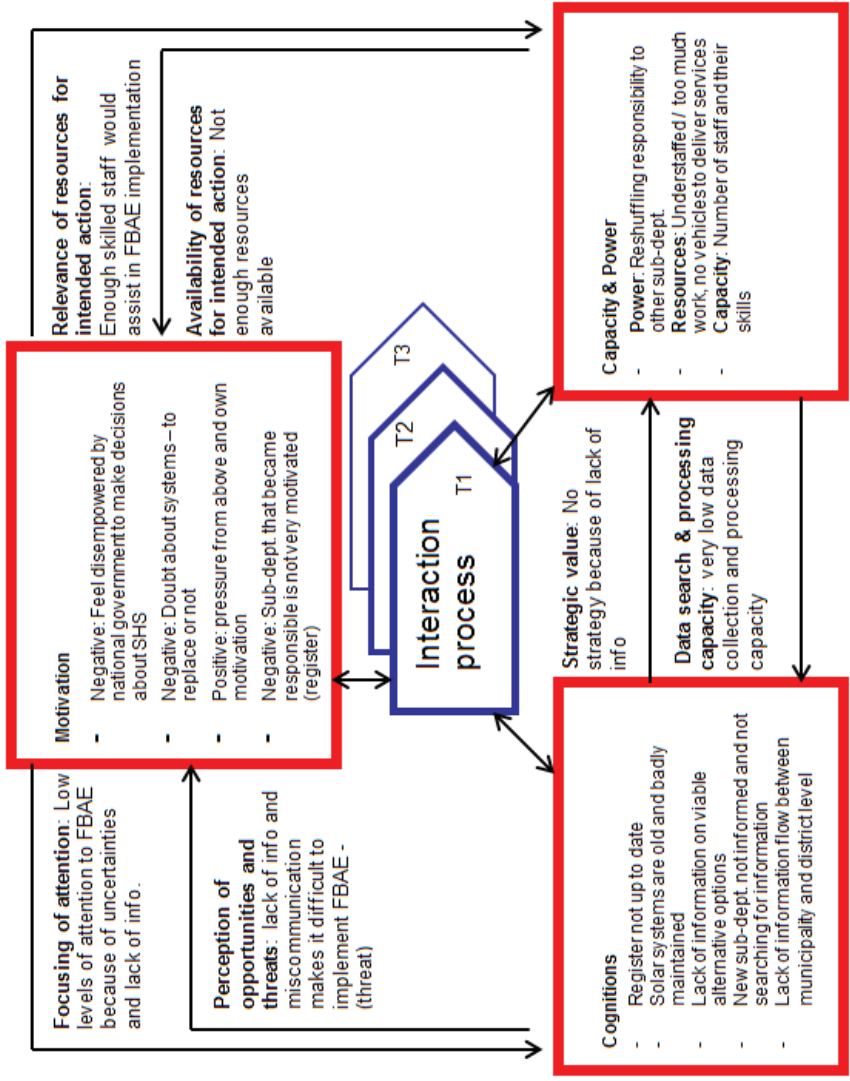 Focusing of attention: Low
levels of attention to FBAE
because of uncertainties
and lack of info.
Perception of
opportunities and
threats: lack of info and
miscommunication
makes it difficult to
implement FBAE -
(threat)
Motivation
- Negative: Feel disempowered by
national government to make decisions
about SHS
- Negative: Doubt about systems – to
replace or not
- Positive: pressure from above and own
motivation
- Negative: Sub-dept. that became
responsible is not very motivated
(register)
Relevance of resources for
intended action:
Enough skilled staff would
assist in FBAE implementation
Availability of resources
for intended action: Not
enough resources
available
Interaction
process
T1
T2
T3
Cognitions
- Register not up to date
- Solar systems are old and badly
maintained
- Lack of information on viable
alternative options
- New sub-dept. not informed and not
searching for information
- Lack of information flow between
municipality and district level
Strategic value: No
strategy because of lack of
info
Data search & processing
capacity: very low data
collection and processing
capacity
Capacity & Power
- Power: Reshuffling responsibility to
other sub-dept.
- Resources: Understaffed / too much
work, no vehicles to deliver services
- Capacity: Number of staff and their
skills